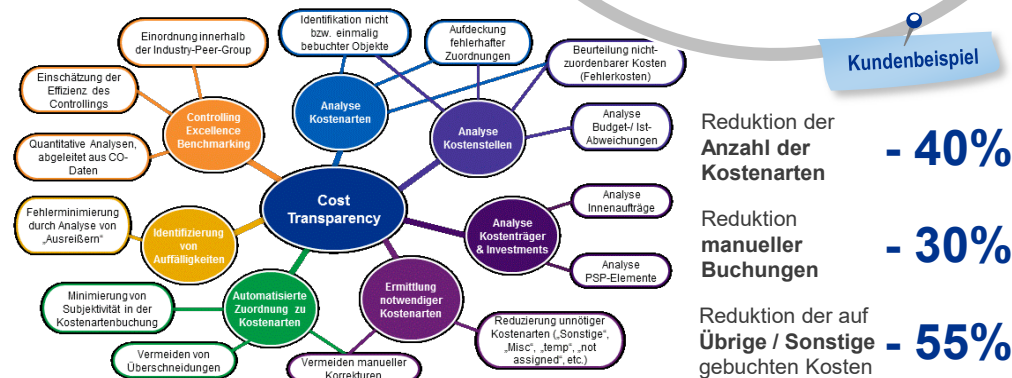 Identifikation nicht
bzw. einmalig
bebuchter Objekte
Aufdeckung
fehlerhafter
Zuordnungen
Einordnung innerhalb
der Industry-Peer-Group
Beurteilung nicht-
zuordenbarer Kosten
(Fehlerkosten)
Einschätzung der
Effizienz des
Controllings
Controlling
Excellence
Benchmarking
Analyse
Kostenarten
Analyse
Kostenstellen
Analyse
Budget-/ Ist-
Abweichungen
Quantitative Analysen,
abgeleitet aus CO-
Daten
Cost
Transparency
Analyse
Innenaufträge
Fehlerminimierung
durch Analyse von
„Ausreißern“
Identifizierung
von
Auffälligkeiten
Analyse
Kostenträger
& Investments
Analyse
PSP-Elemente
Minimierung von
Subjektivität in der
Kostenartenbuchung
Automatisierte
Zuordnung zu
Kostenarten
Ermittlung
notwendiger
Kostenarten
Reduzierung unnötiger
Kostenarten („Sonstige“,
„Misc“, „temp“, „not
assigned“, etc.)
Vermeiden von
Überschneidungen
Vermeiden manueller
Korrekturen
Kundenbeispiel
Reduktion der
Anzahl der
Kostenarten
- 40%
Reduktion
manueller
Buchungen
- 30%
Reduktion der auf
Übrige / Sonstige
gebuchten Kosten
- 55%